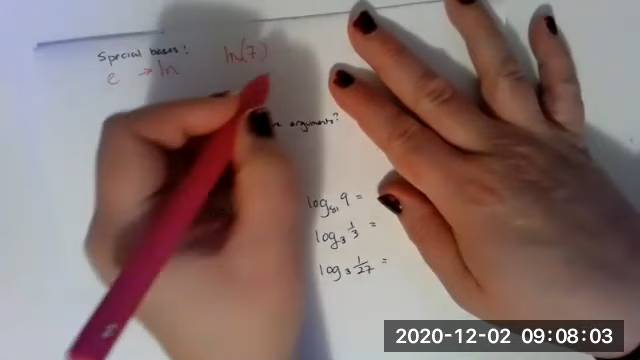 Special bases:
e → ln ln(7)
arguments?
log₈₁ 9 =
log₃ 1/3 =
log₃ 1/27 =
2020-12-02 09:08:03